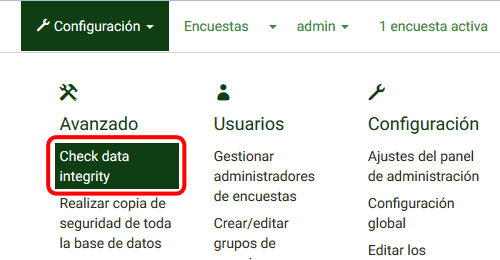 Configuración Encuestas admin 1 encuesta activa
Avanzado
Check data
integrity
Realizar copia de
seguridad de toda
la base de datos
Usuarios
Gestionar
administradores
de encuestas
Crear/editar
grupos de
Configuración
Ajustes del panel
de administración
Configuración
global
Editar los